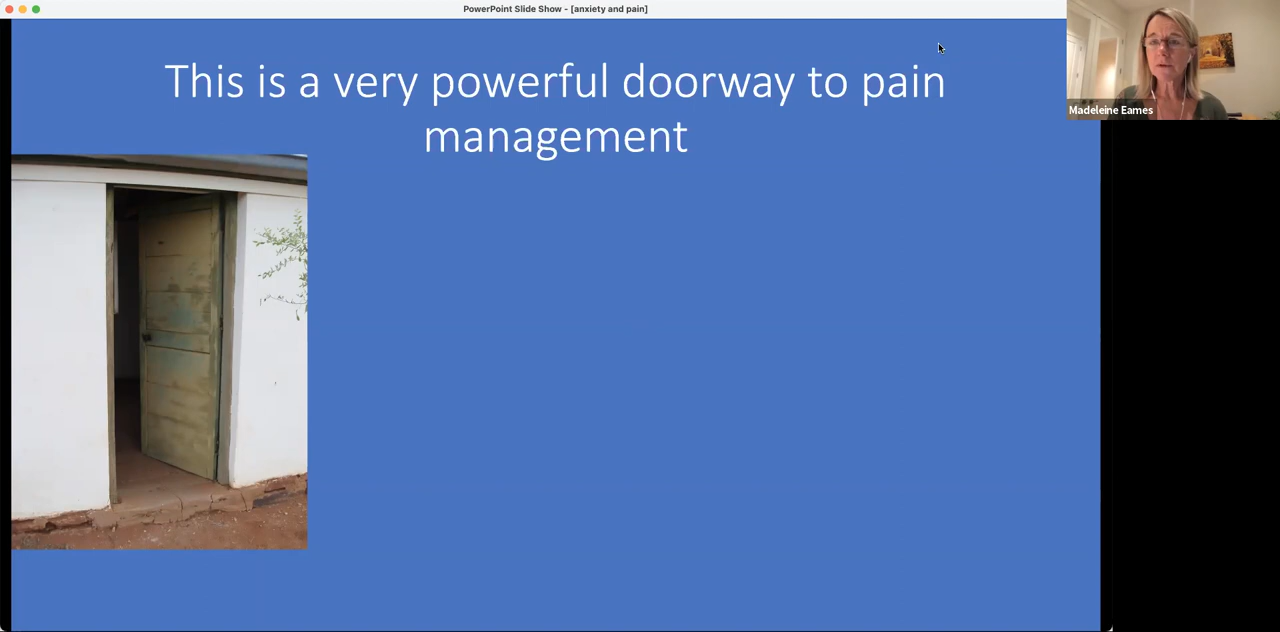 PowerPoint Slide Show - [anxiety and pain]
This is a very powerful doorway to pain
management
Madeleine Eames